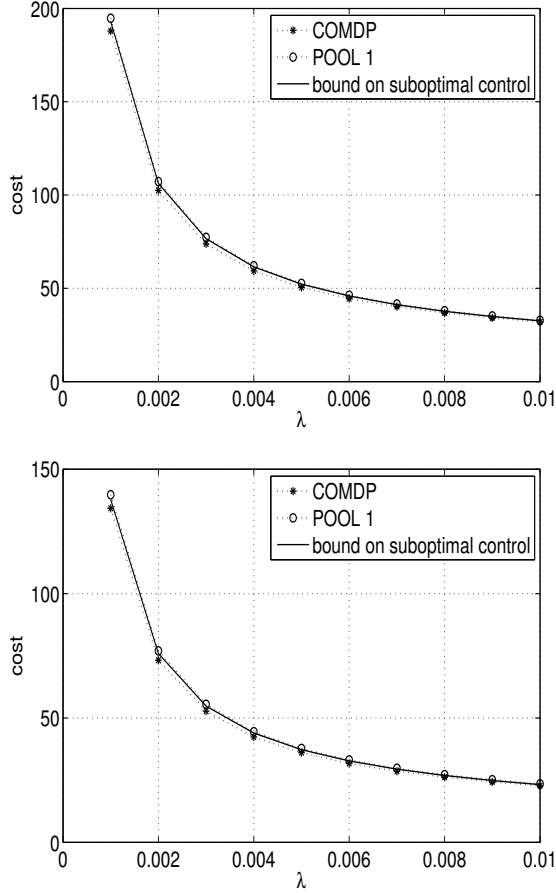 200
150
100
50
0
cost
COMDP
POOL 1
bound on suboptimal control
0 0.002 0.004 0.006 0.008 0.01
λ
150
100
50
0
cost
COMDP
POOL 1
bound on suboptimal control
0 0.002 0.004 0.006 0.008 0.01
λ